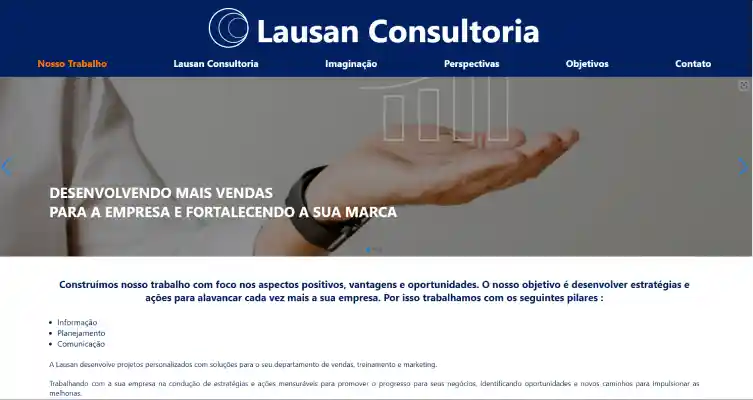 Lausan Consultoria
Nosso Trabalho Lausan Consultoria Imaginação Perspectivas Objetivos Contato
DESENVOLVENDO MAIS VENDAS
PARA A EMPRESA E FORTALECENDO A SUA MARCA
Construímos nosso trabalho com foco nos aspectos positivos, vantagens e oportunidades. O nosso objetivo é desenvolver estratégias e
ações para alavancar cada vez mais a sua empresa. Por isso trabalhamos com os seguintes pilares :
Informação
Planejamento
Comunicação
A Lausan desenvolve projetos personalizados com soluções para o seu departamento de vendas, treinamento e marketing.
Trabalhando com a sua empresa na condução de estratégias e ações mensuráveis para promover o progresso para seus negócios, identificando oportunidades e novos caminhos para impulsionar as
melhorias.